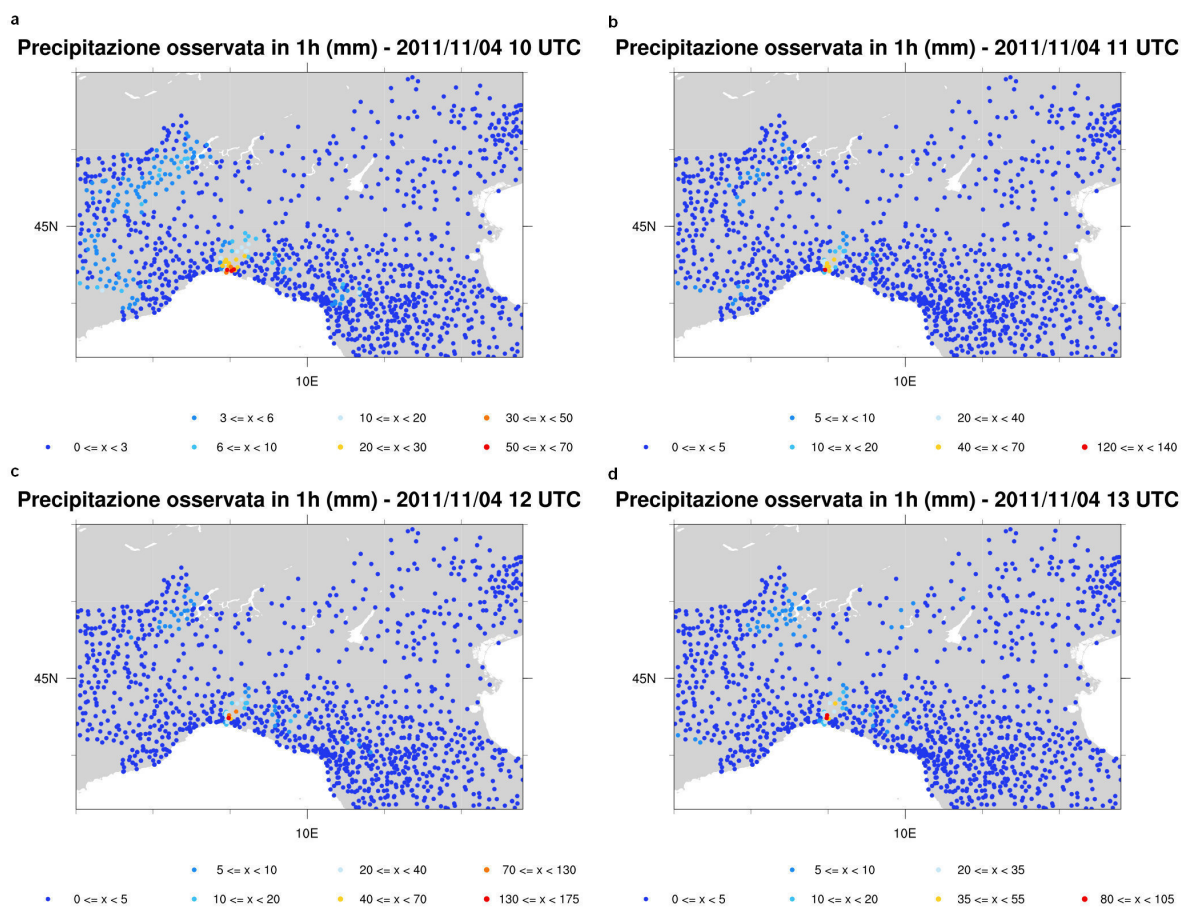 a
Precipitazione osservata in 1h (mm) - 2011/11/04 10 UTC
45N
10E
3 <= x < 6
10 <= x < 20
30 <= x < 50
0 <= x < 3
6 <= x < 10
20 <= x < 30
50 <= x < 70
b
Precipitazione osservata in 1h (mm) - 2011/11/04 11 UTC
45N
10E
5 <= x < 10
20 <= x < 40
0 <= x < 5
10 <= x < 20
40 <= x < 70
120 <= x < 140
c
Precipitazione osservata in 1h (mm) - 2011/11/04 12 UTC
45N
10E
5 <= x < 10
20 <= x < 40
70 <= x < 130
0 <= x < 5
10 <= x < 20
40 <= x < 70
130 <= x < 175
d
Precipitazione osservata in 1h (mm) - 2011/11/04 13 UTC
45N
10E
5 <= x < 10
20 <= x < 35
0 <= x < 5
10 <= x < 20
35 <= x < 55
80 <= x < 105